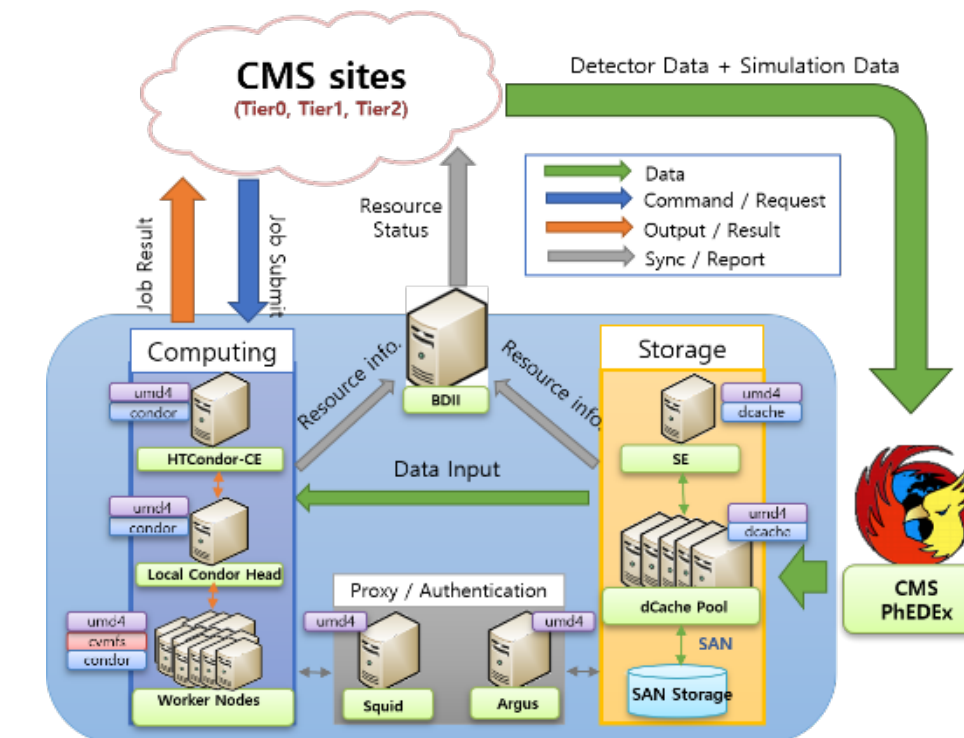 CMS sites
(Tier0, Tier1, Tier2)
Detector Data + Simulation Data
Data
Command / Request
Output / Result
Sync / Report
Resource
Status
Job Result
Job Submit
Computing
Storage
Resource info.
Resource info.
BDII
umd4
condor
HTCondor-CE
umd4
dcache
SE
Data Input
umd4
condor
Local Condor Head
umd4
dcache
dCache Pool
CMS
PhEDEx
Proxy / Authentication
umd4
cvmfs
condor
Worker Nodes
umd4
Squid
umd4
Argus
SAN
SAN Storage